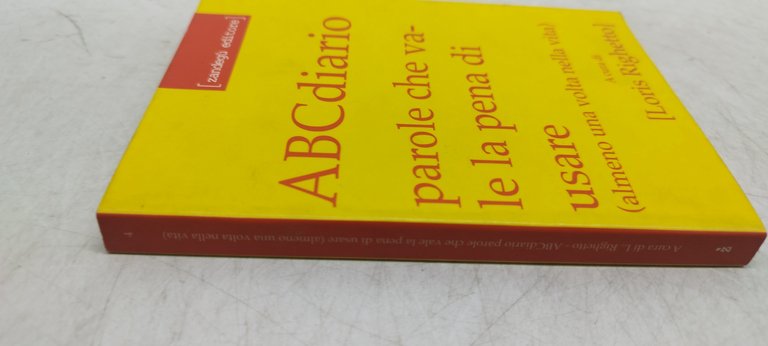 [ zandegù editore]
ABCdiario
parole che va-
le la pena di
usare
(almeno una volta nella vita)
A cura di
[Loris Righetto]
A cura di L. Righetto - ABCdiario parole che vale la pena di usare (almeno una volta nella vita)